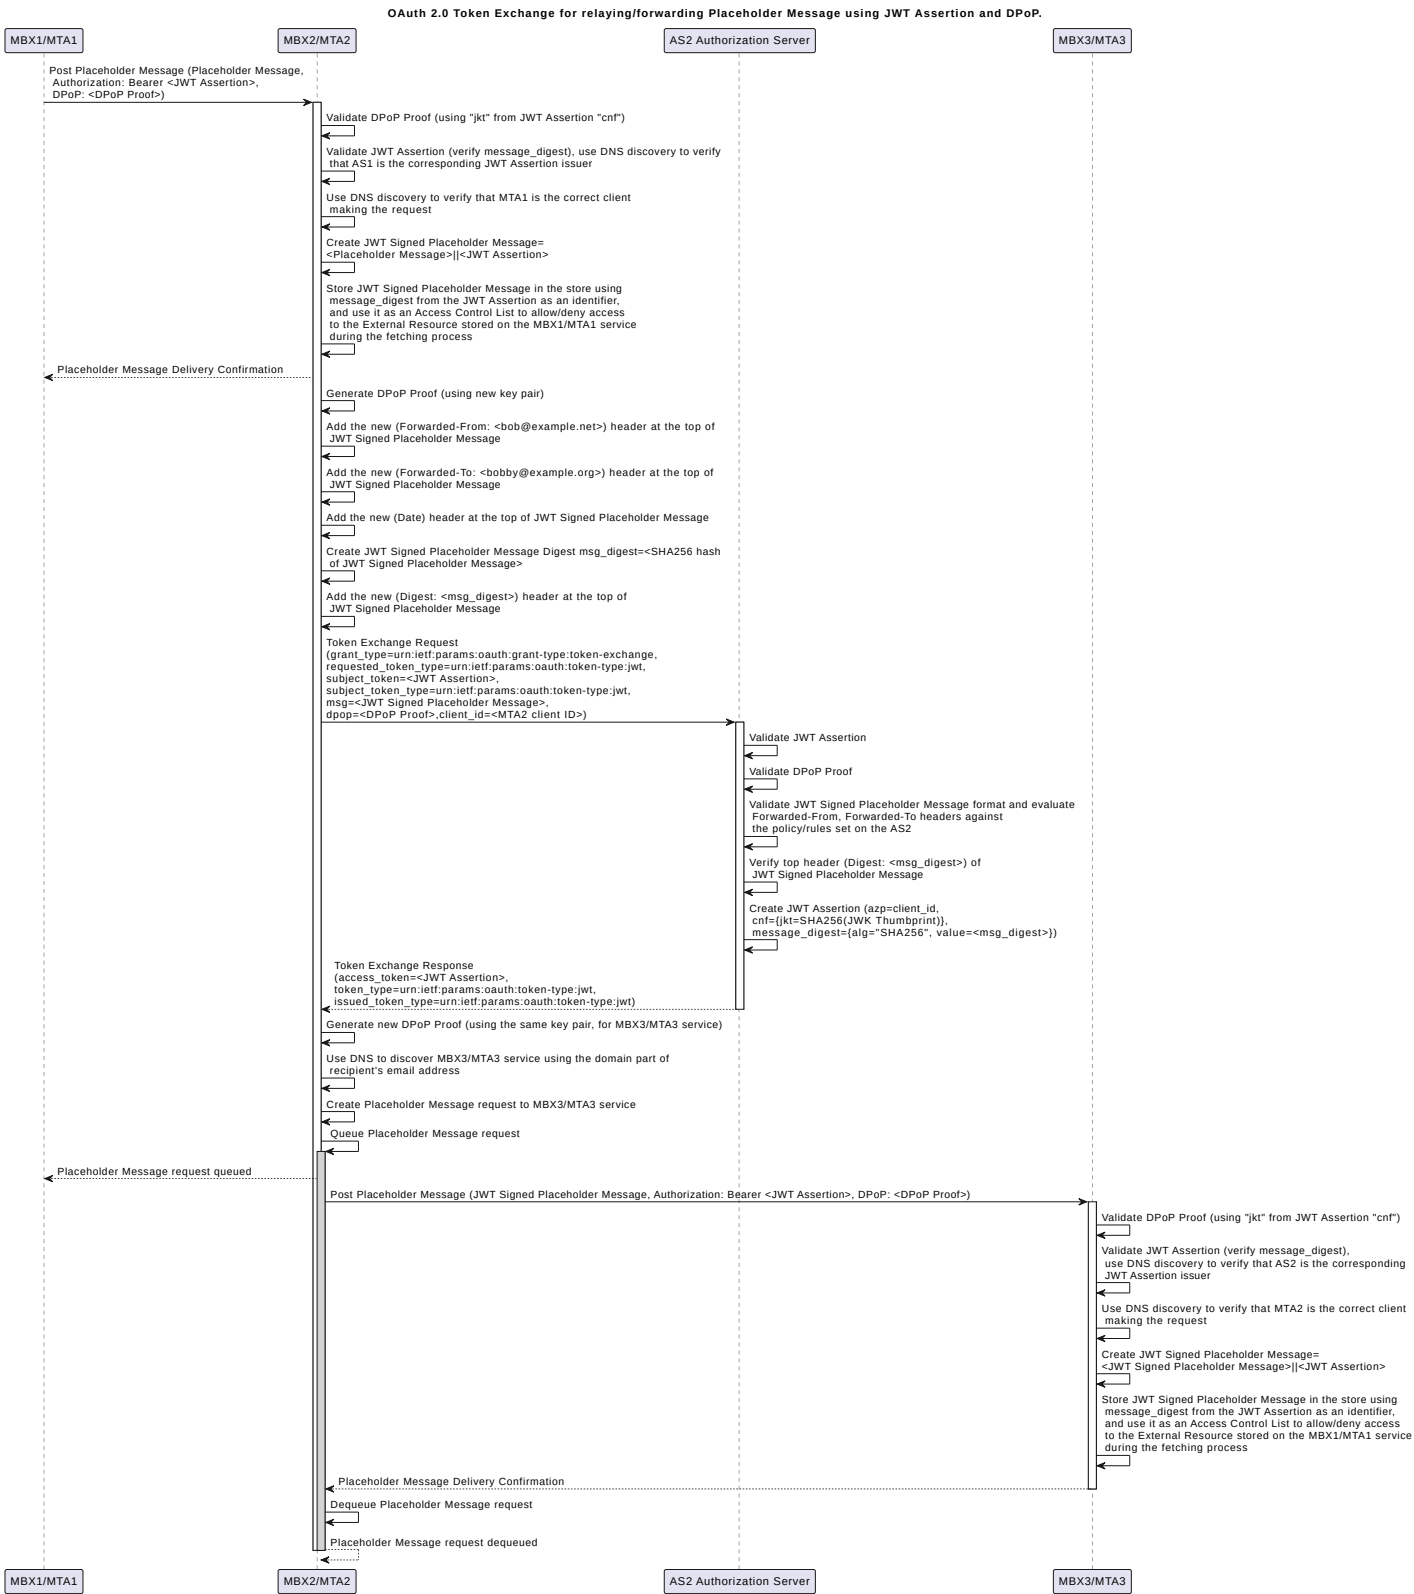 OAuth 2.0 Token Exchange for relaying/forwarding Placeholder Message using JWT Assertion and DPoP.
MBX1/MTA1
MBX2/MTA2
AS2 Authorization Server
MBX3/MTA3
Post Placeholder Message (Placeholder Message,
Authorization: Bearer <JWT Assertion>,
DPoP: <DPoP Proof>)
Validate DPoP Proof (using "jkt" from JWT Assertion "cnf")
Validate JWT Assertion (verify message_digest), use DNS discovery to verify
that AS1 is the corresponding JWT Assertion issuer
Use DNS discovery to verify that MTA1 is the correct client
making the request
Create JWT Signed Placeholder Message=
<Placeholder Message>||<JWT Assertion>
Store JWT Signed Placeholder Message in the store using
message_digest from the JWT Assertion as an identifier,
and use it as an Access Control List to allow/deny access
to the External Resource stored on the MBX1/MTA1 service
during the fetching process
Placeholder Message Delivery Confirmation
Generate DPoP Proof (using new key pair)
Add the new (Forwarded-From: <bob@example.net>) header at the top of
JWT Signed Placeholder Message
Add the new (Forwarded-To: <bobby@example.org>) header at the top of
JWT Signed Placeholder Message
Add the new (Date) header at the top of JWT Signed Placeholder Message
Create JWT Signed Placeholder Message Digest msg_digest=<SHA256 hash
of JWT Signed Placeholder Message>
Add the new (Digest: <msg_digest>) header at the top of
JWT Signed Placeholder Message
Token Exchange Request
(grant_type=urn:ietf:params:oauth:grant-type:token-exchange,
requested_token_type=urn:ietf:params:oauth:token-type:jwt,
subject_token=<JWT Assertion>,
subject_token_type=urn:ietf:params:oauth:token-type:jwt,
msg=<JWT Signed Placeholder Message>,
dpop=<DPoP Proof>,client_id=<MTA2 client ID>)
Validate JWT Assertion
Validate DPoP Proof
Validate JWT Signed Placeholder Message format and evaluate
Forwarded-From, Forwarded-To headers against
the policy/rules set on the AS2
Verify top header (Digest: <msg_digest>) of
JWT Signed Placeholder Message
Create JWT Assertion (azp=client_id,
cnf={jkt=SHA256(JWK Thumbprint)},
message_digest={alg="SHA256", value=<msg_digest>})
Token Exchange Response
(access_token=<JWT Assertion>,
token_type=urn:ietf:params:oauth:token-type:jwt,
issued_token_type=urn:ietf:params:oauth:token-type:jwt)
Generate new DPoP Proof (using the same key pair, for MBX3/MTA3 service)
Use DNS to discover MBX3/MTA3 service using the domain part of
recipient's email address
Create Placeholder Message request to MBX3/MTA3 service
Queue Placeholder Message request
Placeholder Message request queued
Post Placeholder Message (JWT Signed Placeholder Message, Authorization: Bearer <JWT Assertion>, DPoP: <DPoP Proof>)
Validate DPoP Proof (using "jkt" from JWT Assertion "cnf")
Validate JWT Assertion (verify message_digest),
use DNS discovery to verify that AS2 is the corresponding
JWT Assertion issuer
Use DNS discovery to verify that MTA2 is the correct client
making the request
Create JWT Signed Placeholder Message=
<JWT Signed Placeholder Message>||<JWT Assertion>
Store JWT Signed Placeholder Message in the store using
message_digest from the JWT Assertion as an identifier,
and use it as an Access Control List to allow/deny access
to the External Resource stored on the MBX1/MTA1 service
during the fetching process
Placeholder Message Delivery Confirmation
Dequeue Placeholder Message request
Placeholder Message request dequeued
MBX1/MTA1
MBX2/MTA2
AS2 Authorization Server
MBX3/MTA3